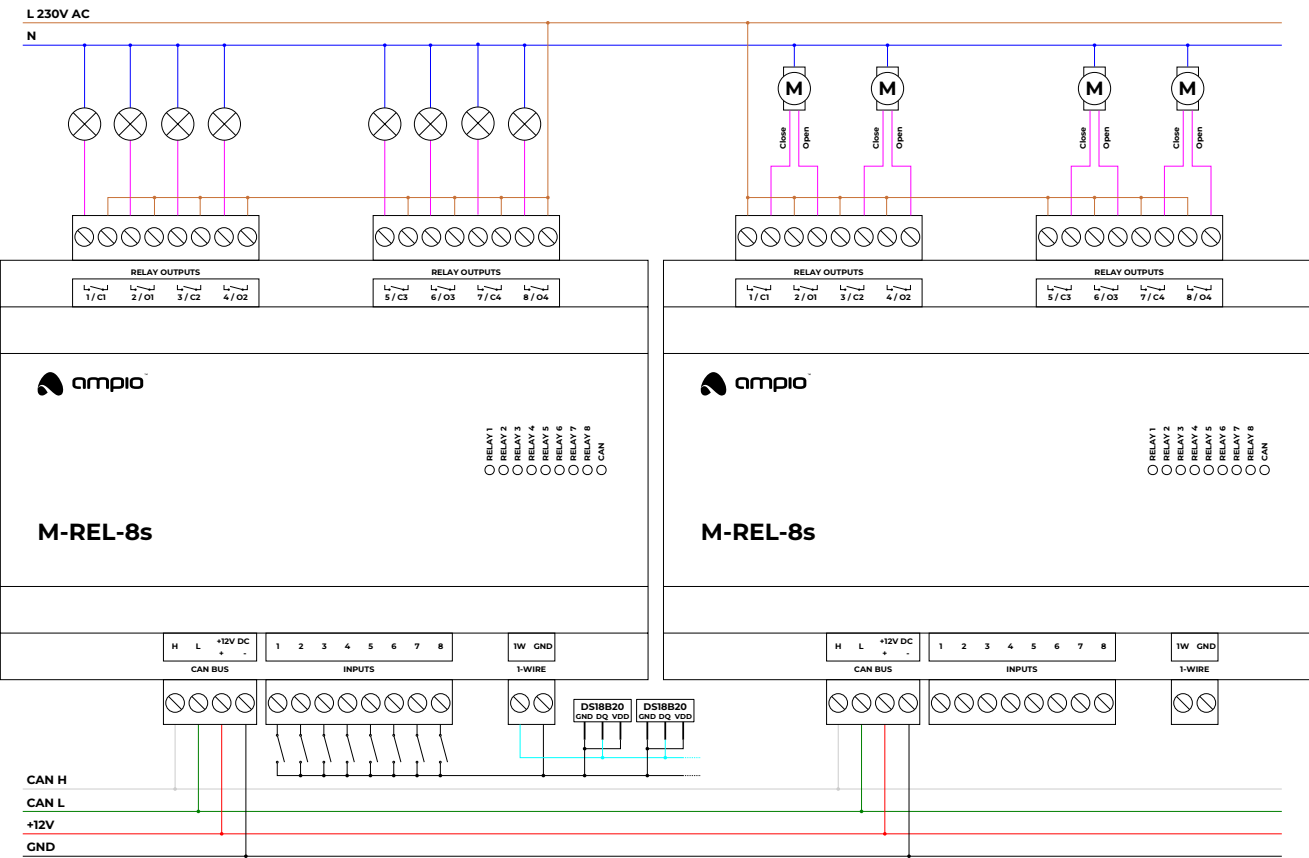 L 230V AC
N
M M M M
Close Open Close Open Close Open Close Open
RELAY OUTPUTS RELAY OUTPUTS RELAY OUTPUTS RELAY OUTPUTS
1 / C1 2 / O1 3 / C2 4 / O2 5 / C3 6 / O3 7 / C4 8 / O4 1 / C1 2 / O1 3 / C2 4 / O2 5 / C3 6 / O3 7 / C4 8 / O4
ampio™ ampio™
RELAY 1 RELAY 2 RELAY 3 RELAY 4 RELAY 5 RELAY 6 RELAY 7 RELAY 8 CAN RELAY 1 RELAY 2 RELAY 3 RELAY 4 RELAY 5 RELAY 6 RELAY 7 RELAY 8 CAN
M-REL-8s M-REL-8s
H L +12V DC + - 1 2 3 4 5 6 7 8 1W GND H L +12V DC + - 1 2 3 4 5 6 7 8 1W GND
CAN BUS INPUTS 1-WIRE CAN BUS INPUTS 1-WIRE
DS18B20 DS18B20
GND DQ VDD GND DQ VDD
CAN H
CAN L
+12V
GND